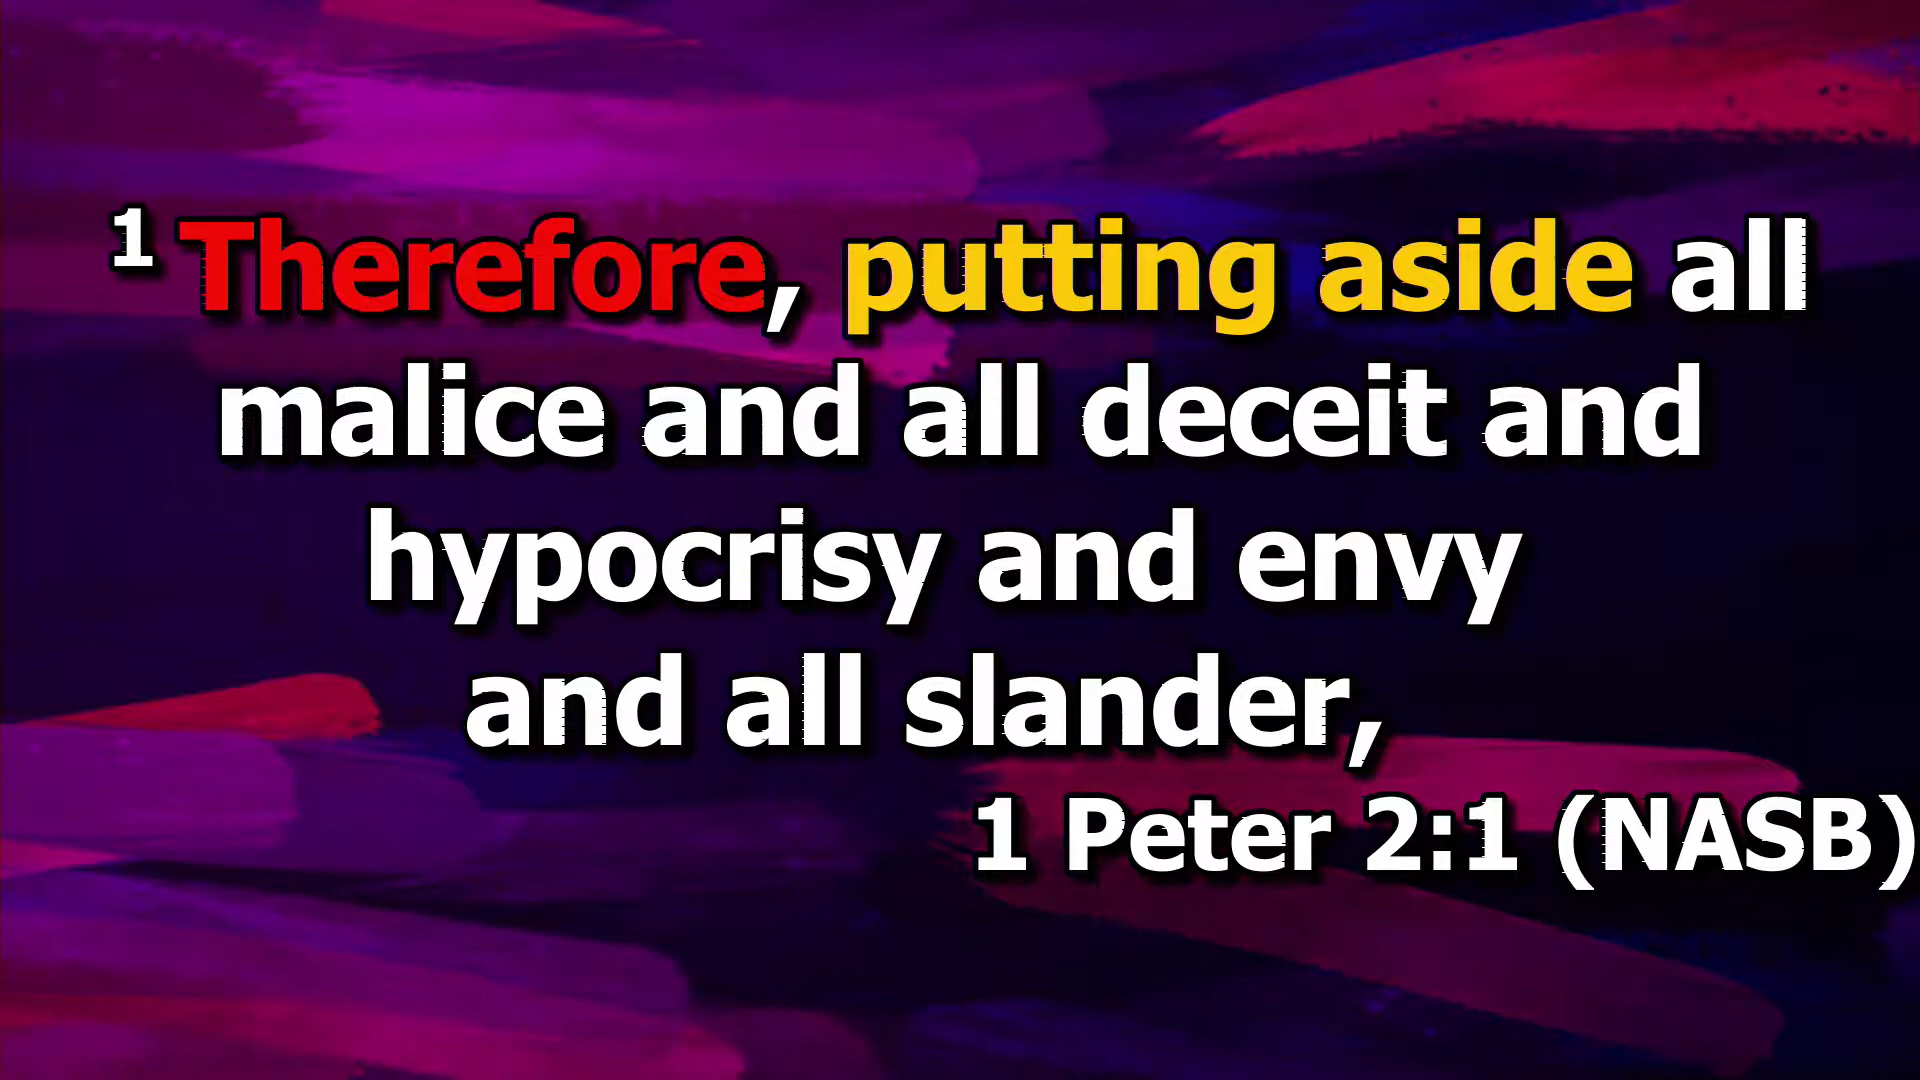 1 Therefore, putting aside all
malice and all deceit and
hypocrisy and envy
and all slander,
1 Peter 2:1 (NASB)